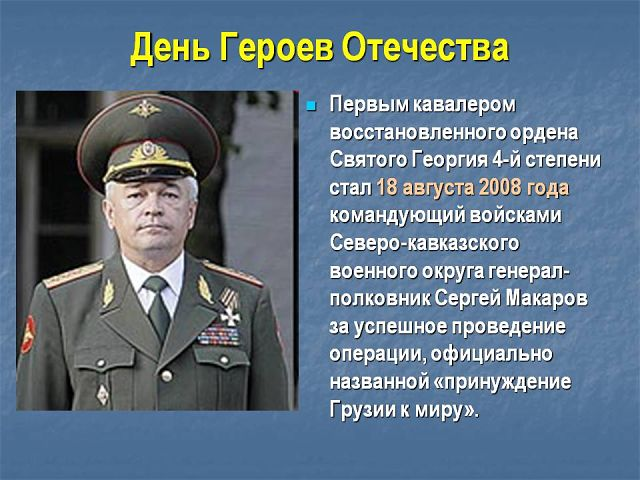 День Героев Отечества
Первым кавалером
восстановленного ордена
Святого Георгия 4-й степени
стал 18 августа 2008 года
командующий войсками
Северо-кавказского
военного округа генерал-
полковник Сергей Макаров
за успешное проведение
операции, официально
названной «принуждение
Грузии к миру».